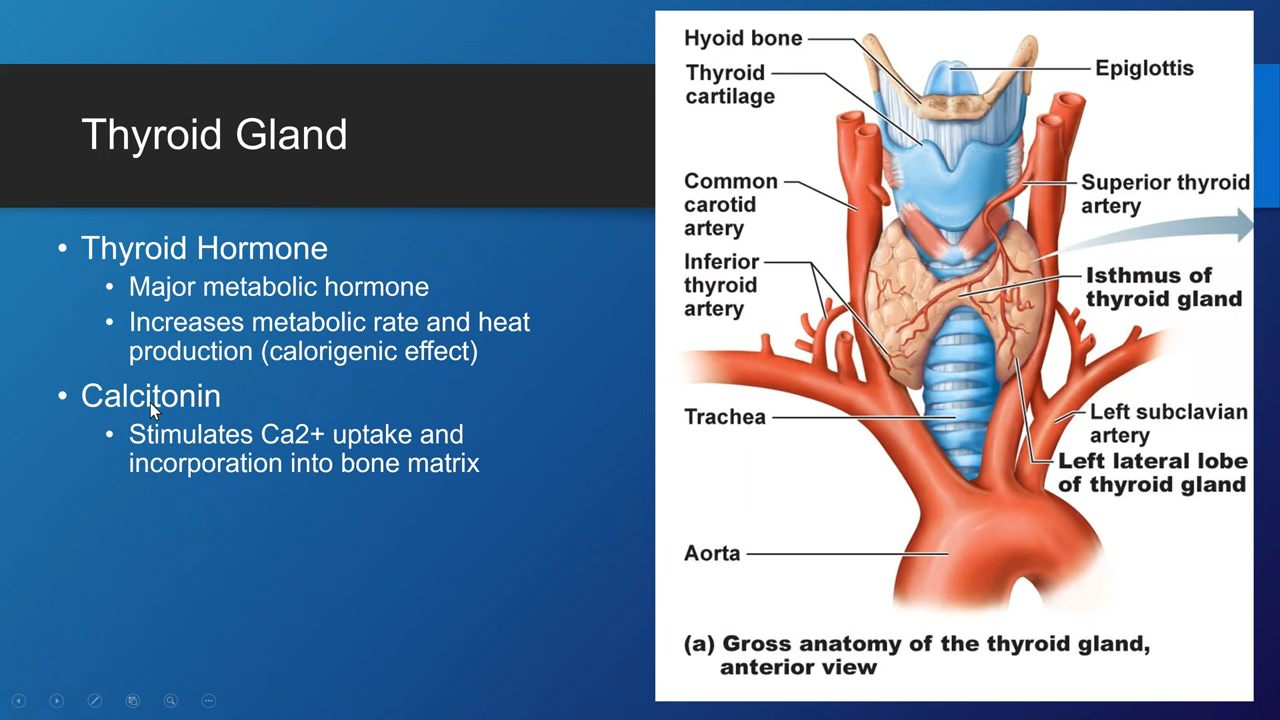 Thyroid Gland
• Thyroid Hormone
• Major metabolic hormone
• Increases metabolic rate and heat
production (calorigenic effect)
• Calcitonin
• Stimulates Ca2+ uptake and
incorporation into bone matrix
Hyoid bone
Thyroid
cartilage
Common
carotid
artery
Inferior
thyroid
artery
Trachea
Aorta
Epiglottis
Superior thyroid
artery
Isthmus of
thyroid gland
Left subclavian
artery
Left lateral lobe
of thyroid gland
(a) Gross anatomy of the thyroid gland,
anterior view